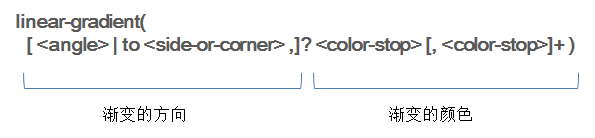 linear-gradient(
[ <angle> | to <side-or-corner> ,]? <color-stop> [, <color-stop>]+ )
渐变的方向 渐变的颜色